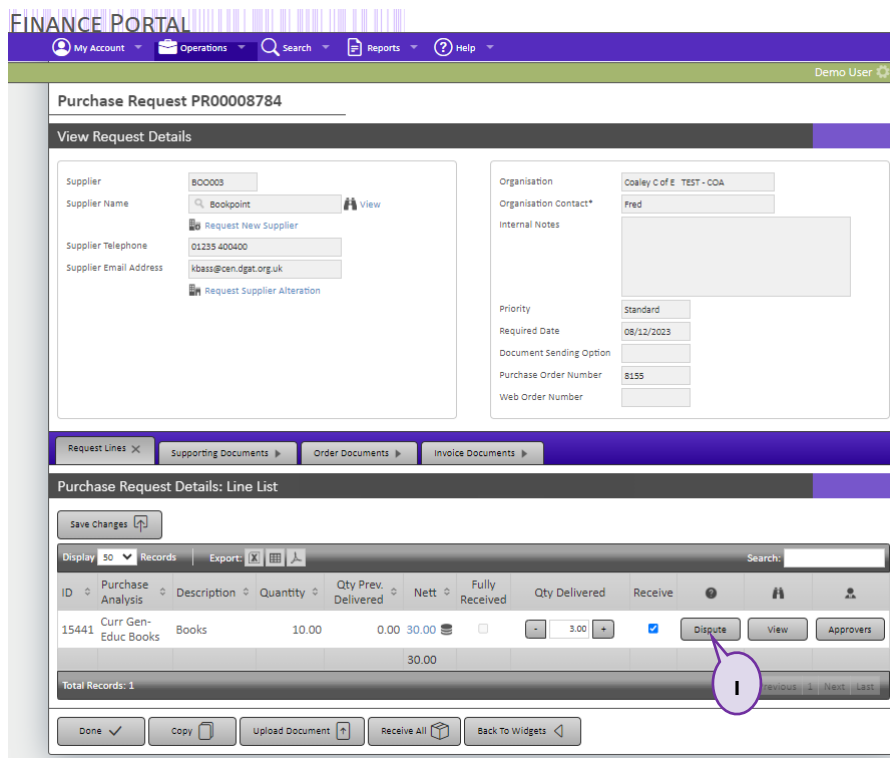 FINANCE PORTAL
My Account Operations Search Reports Help
Demo User
Purchase Request PR00008784
View Request Details
Supplier BOO003
Supplier Name Bookpoint View
Request New Supplier
Supplier Telephone 01235 400400
Supplier Email Address kbass@cen.dgat.org.uk
Request Supplier Alteration
Organisation Coaley C of E TEST - COA
Organisation Contact* Fred
Internal Notes
Priority Standard
Required Date 08/12/2023
Document Sending Option
Purchase Order Number 8155
Web Order Number
Request Lines Supporting Documents Order Documents Invoice Documents
Purchase Request Details: Line List
Save Changes
Display 50 Records Export: Search:
ID Purchase Analysis Description Quantity Qty Prev. Delivered Nett Fully Received Qty Delivered Receive
15441 Curr Gen- Educ Books Books 10.00 0.00 30.00 - 3.00 + Dispute View Approvers
30.00
Total Records: 1 I Previous 1 Next Last
Done Copy Upload Document Receive All Back To Widgets